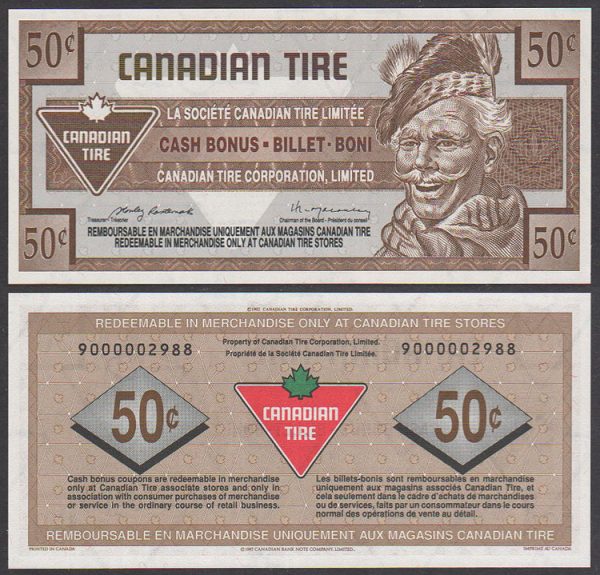 50¢
50¢
CANADIAN TIRE
LA SOCIÉTÉ CANADIAN TIRE LIMITÉE
CANADIAN
TIRE
CASH BONUS ▪ BILLET - BONI
CANADIAN TIRE CORPORATION, LIMITED
Treasurer - Trésorier
Chairman of the Board - Président du conseil
50¢
50¢
REMBOURSABLE EN MARCHANDISE UNIQUEMENT AUX MAGASINS CANADIAN TIRE
REDEEMABLE IN MERCHANDISE ONLY AT CANADIAN TIRE STORES
©1992 CANADIAN TIRE CORPORATION, LIMITED.
REDEEMABLE IN MERCHANDISE ONLY AT CANADIAN TIRE STORES
Property of Canadian Tire Corporation, Limited.
Propriété de la Société Canadian Tire Limitée.
9000002988
9000002988
50¢
CANADIAN
TIRE
50¢
Cash bonus coupons are redeemable in merchandise
only at Canadian Tire associate stores and only in
association with consumer purchases of merchandise
or service in the ordinary course of retail business.
Les billets-bonis sont remboursables en marchandise
uniquement aux magasins associés Canadian Tire, et
cela seulement dans le cadre d'achats de marchandises
ou de services, faits par un consommateur dans le cours
normal des opérations de vente au détail.
REMBOURSABLE EN MARCHANDISE UNIQUEMENT AUX MAGASINS CANADIAN TIRE
PRINTED IN CANADA
©1992 CANADIAN BANK NOTE COMPANY, LIMITED.
IMPRIMÉ AU CANADA